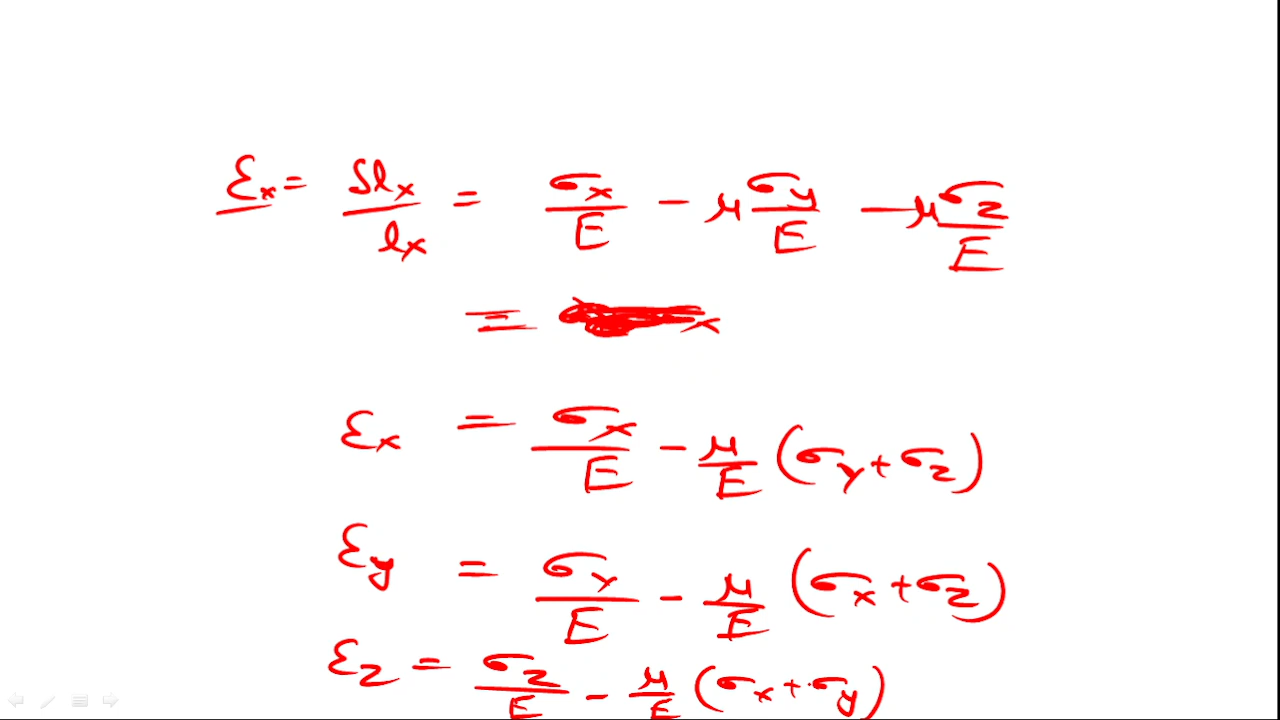 εx = δlx/lx = σx/E - μ σy/E - μ σz/E
=
εx = σx/E - μ/E (σy + σz)
εy = σy/E - μ/E (σx + σz)
εz = σz/E - μ/E (σx + σy)